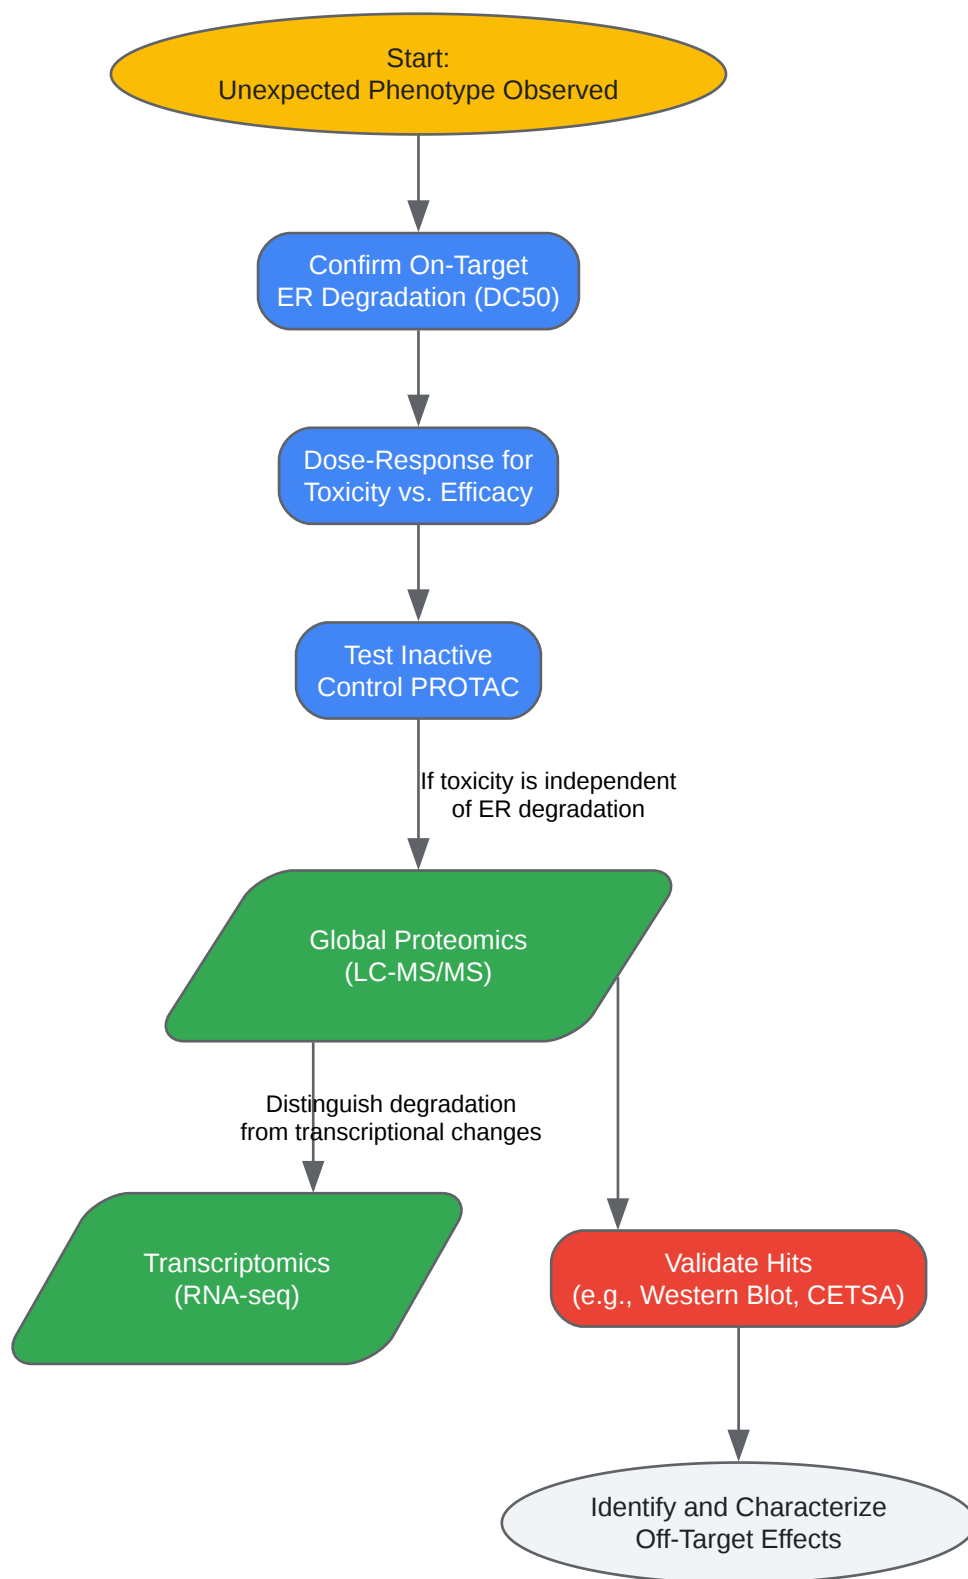 Start:
Unexpected Phenotype Observed
Confirm On-Target
ER Degradation (DC50)
Dose-Response for
Toxicity vs. Efficacy
Test Inactive
Control PROTAC
If toxicity is independent
of ER degradation
Global Proteomics
(LC-MS/MS)
Distinguish degradation
from transcriptional changes
Transcriptomics
(RNA-seq)
Validate Hits
(e.g., Western Blot, CETSA)
Identify and Characterize
Off-Target Effects